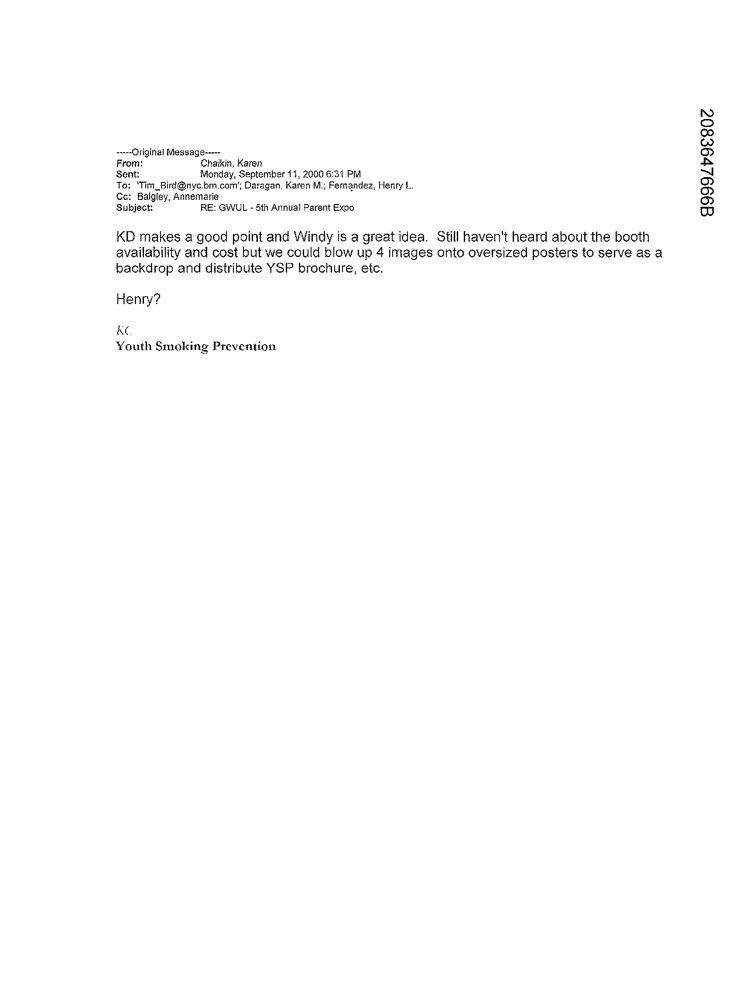 -----Original Message-----
From: Chaikin, Karen
Sent: Monday, September 11, 2000 6:31 PM
To: 'Tim_Bird@nyc.bm.com'; Daragan, Karen M.; Fernandez, Henry L.
Cc: Balgley, Annemarie
Subject: RE: GWUL - 5th Annual Parent Expo
KD makes a good point and Windy is a great idea. Still haven't heard about the booth
availability and cost but we could blow up 4 images onto oversized posters to serve as a
backdrop and distribute YSP brochure, etc.
Henry?
KC
Youth Smoking Prevention
2083647666B